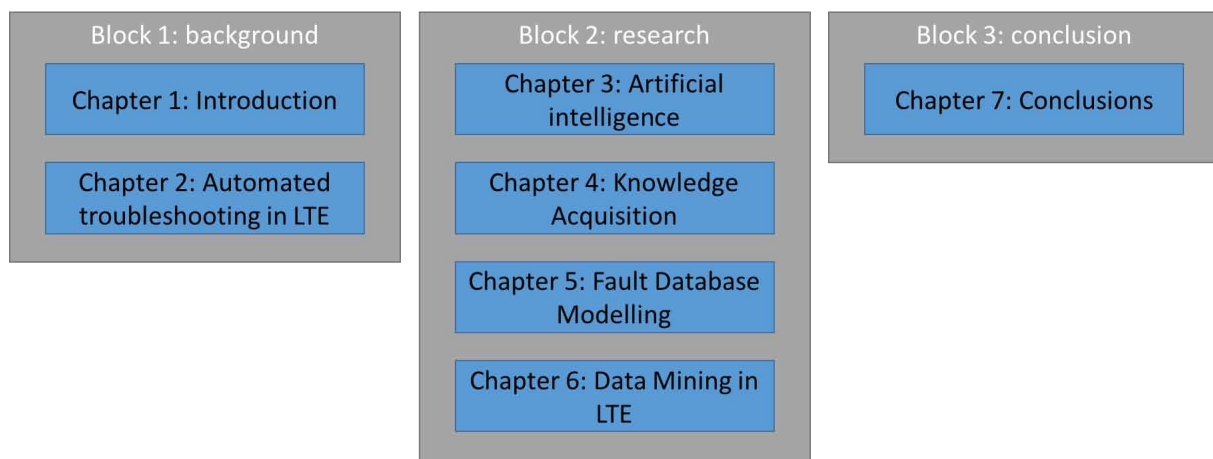 Block 1: background
Chapter 1: Introduction
Chapter 2: Automated
troubleshooting in LTE
Block 2: research
Chapter 3: Artificial
intelligence
Chapter 4: Knowledge
Acquisition
Chapter 5: Fault Database
Modelling
Chapter 6: Data Mining in
LTE
Block 3: conclusion
Chapter 7: Conclusions